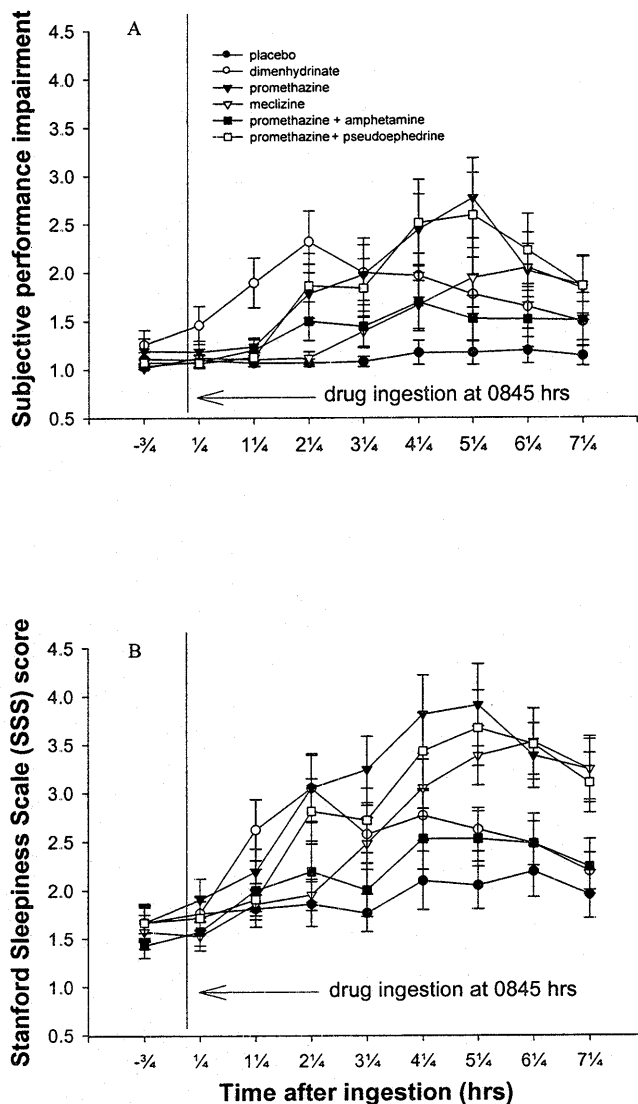 A
Subjective performance impairment
4.5
4.0
3.5
3.0
2.5
2.0
1.5
1.0
0.5
placebo
dimenhydrinate
promethazine
meclizine
promethazine + amphetamine
promethazine + pseudoephedrine
drug ingestion at 0845 hrs
-¾ ¼ 1¼ 2¼ 3¼ 4¼ 5¼ 6¼ 7¼
B
Stanford Sleepiness Scale (SSS) score
4.5
4.0
3.5
3.0
2.5
2.0
1.5
1.0
0.5
drug ingestion at 0845 hrs
-¾ ¼ 1¼ 2¼ 3¼ 4¼ 5¼ 6¼ 7¼
Time after ingestion (hrs)